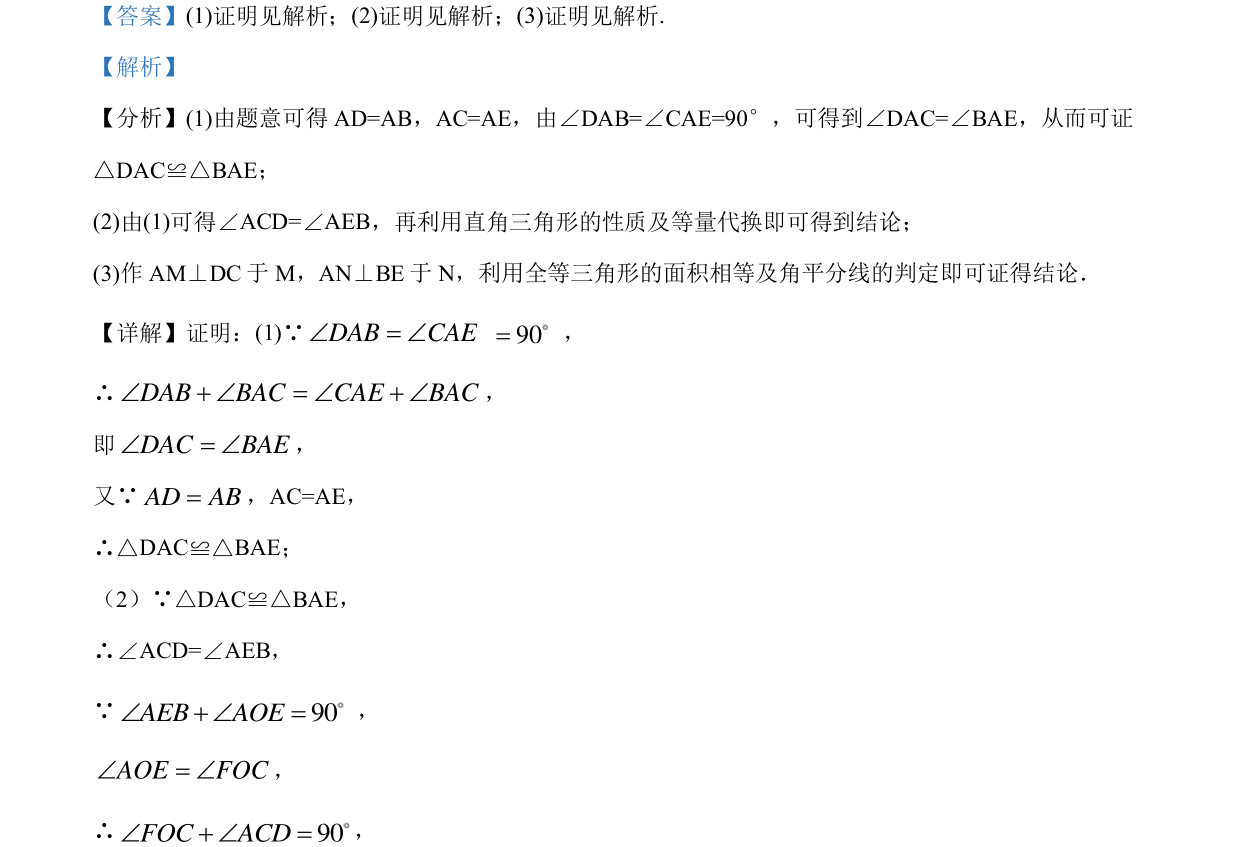 【答案】(1)证明见解析；(2)证明见解析；(3)证明见解析.
【解析】
【分析】(1)由题意可得 AD=AB，AC=AE，由∠DAB=∠CAE=90°，可得到∠DAC=∠BAE，从而可证
△DAC≌△BAE；
(2)由(1)可得∠ACD=∠AEB，再利用直角三角形的性质及等量代换即可得到结论；
(3)作 AM⊥DC 于 M，AN⊥BE 于 N，利用全等三角形的面积相等及角平分线的判定即可证得结论．
【详解】证明：(1)∵∠DAB=∠CAE =90°，
∴∠DAB+∠BAC=∠CAE+∠BAC，
即∠DAC=∠BAE，
又∵AD=AB，AC=AE，
∴△DAC≌△BAE；
（2）∵△DAC≌△BAE，
∴∠ACD=∠AEB，
∵∠AEB+∠AOE=90°，
∠AOE=∠FOC，
∴∠FOC+∠ACD=90°，